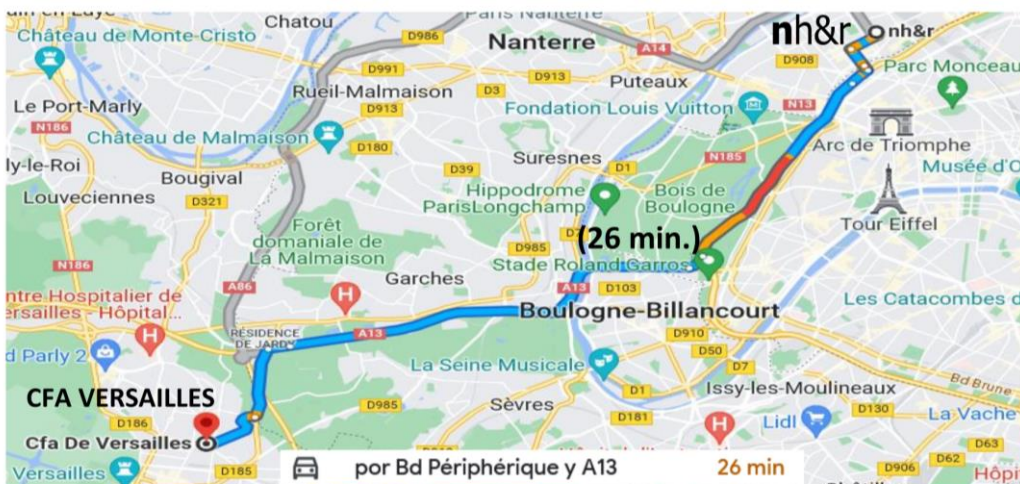 Chatou
Paris Nanterre
nh&r
nh&r
Château de Monte-Cristo
D986
Nanterre
A14
D908
D991
D913
Puteaux
Parc Monceau
Rueil-Malmaison
D3
Le Port-Marly
D913
Fondation Louis Vuitton
N13
N186
Château de Malmaison
Arc de Triomphe
D180
Suresnes
N185
ly-le-Roi
Bougival
D39
D1
Musée d'O
Louveciennes
D321
Hippodrome
ParisLongchamp
Bois de
Boulogne
Tour Eiffel
Forêt
domaniale de
La Malmaison
D985
(26 min.)
Stade Roland Garros
N186
Garches
A86
A13
D103
Les Catacombes d
ntre Hospitalier de
ersailles - Hôpital...
H
H
Boulogne-Billancourt
RÉSIDENCE
DE JARDY
A13
D910
d Parly 2
D50
La Seine Musicale
D7
Bd Brune
CFA VERSAILLES
D985
Sèvres
D1
Issy-les-Moulineaux
D186
D181
H
Lidl
D130
La Vache
Cfa De Versailles
D63
Versailles
D185
por Bd Périphérique y A13
26 min
D906
D62
Hôpi